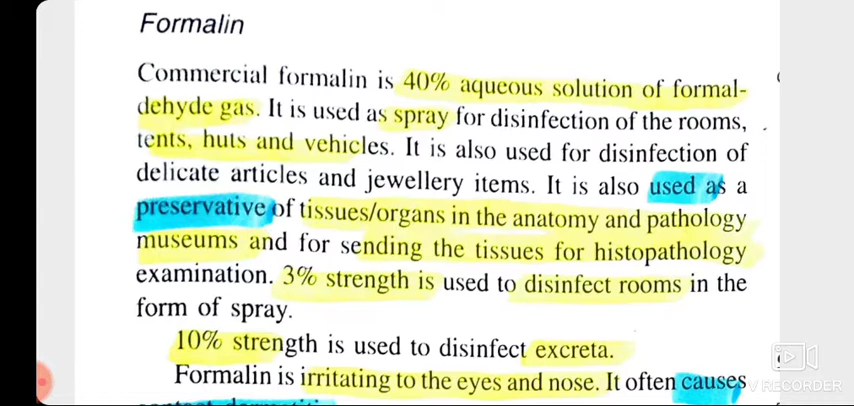 Formalin
Commercial formalin is 40% aqueous solution of formal-
dehyde gas. It is used as spray for disinfection of the rooms,
tents, huts and vehicles. It is also used for disinfection of
delicate articles and jewellery items. It is also used as a
preservative of tissues/organs in the anatomy and pathology
museums and for sending the tissues for histopathology
examination. 3% strength is used to disinfect rooms in the
form of spray.
10% strength is used to disinfect excreta.
Formalin is irritating to the eyes and nose. It often causes
V RECORDER